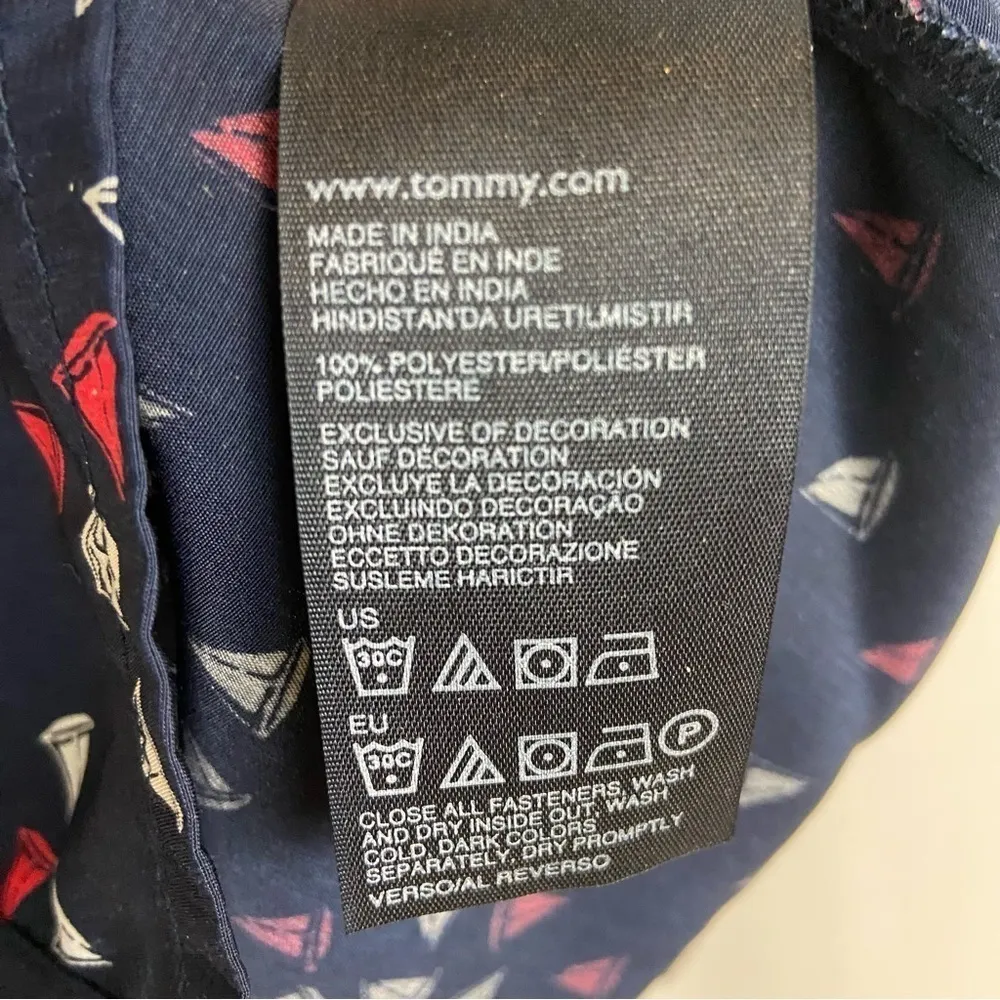 www.tommy.com
MADE IN INDIA
FABRIQUE EN INDE
HECHO EN INDIA
HINDISTAN'DA URETILMISTIR
100% POLYESTER/POLIÉSTER
POLIESTERE
EXCLUSIVE OF DECORATION
SAUF DECORATION
EXCLUYE LA DECORACIÓN
EXCLUINDO DECORAÇÃO
OHNE DEKORATION
ECCETTO DECORAZIONE
SUSLEME HARICTIR
US
30C
EU
30C P
CLOSE ALL FASTENERS, WASH
AND DRY INSIDE OUT, WASH
COLD, DARK COLORS
SEPARATELY, DRY PROMPTLY
VERSO/AL REVERSO